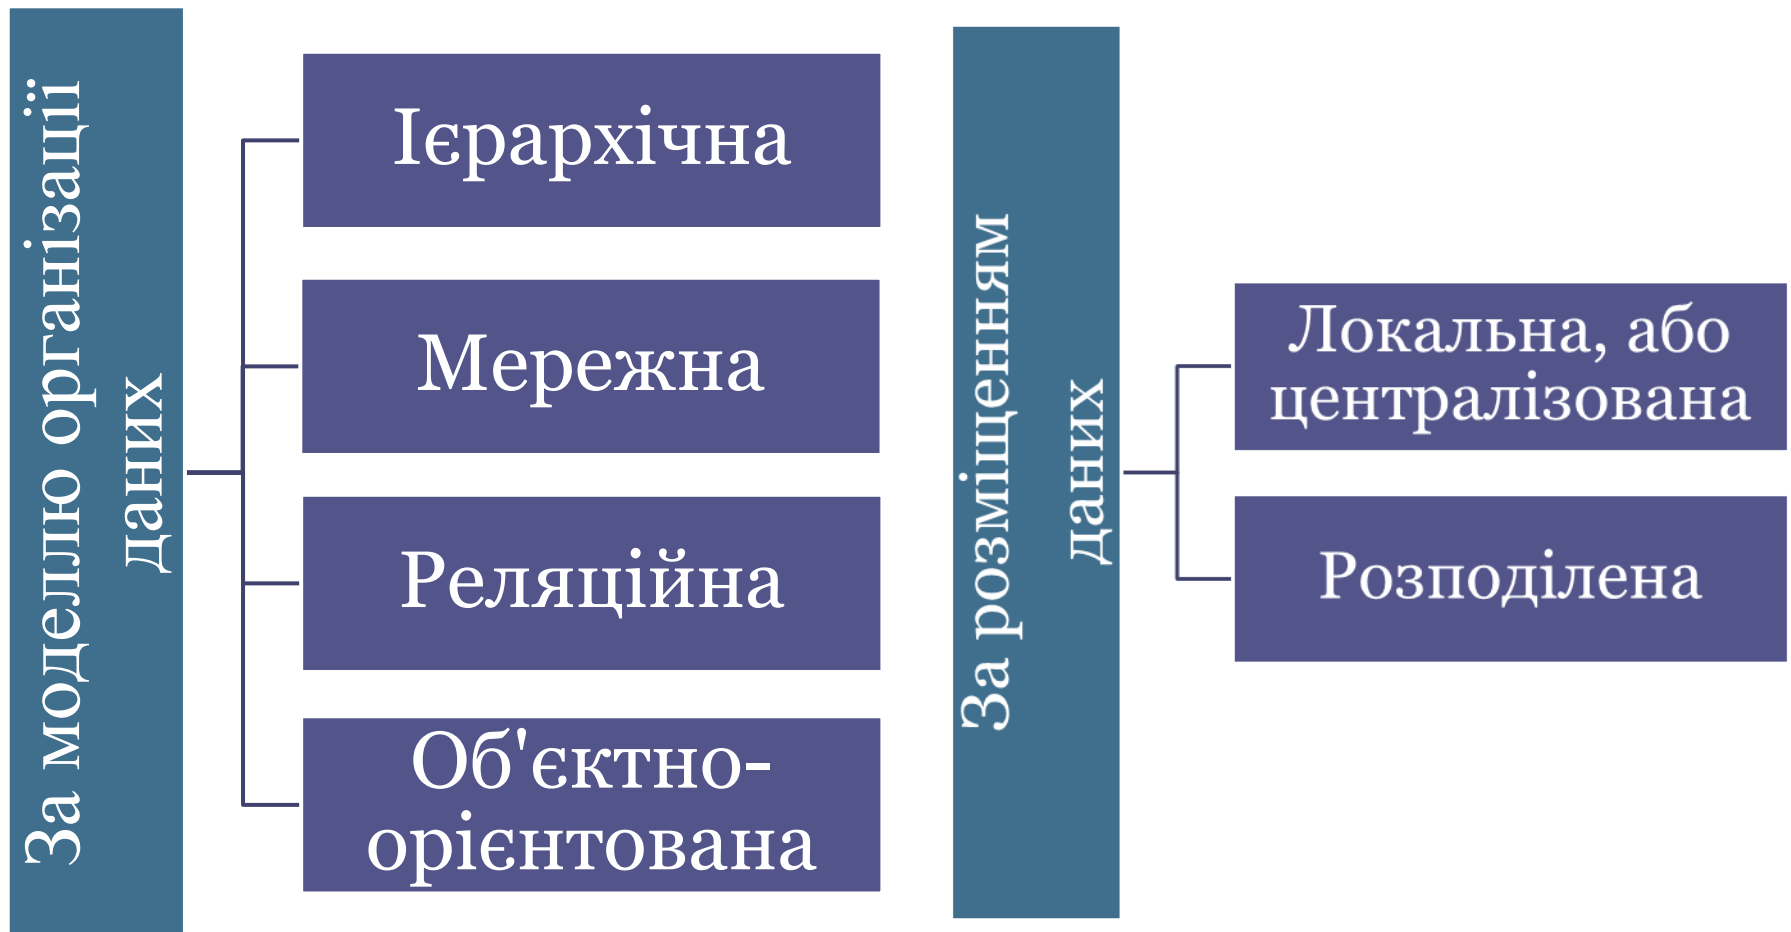 За моделлю організації
даних
Ієрархічна
Мережна
Реляційна
Об'єктно-
орієнтована
За розміщенням
даних
Локальна, або
централізована
Розподілена